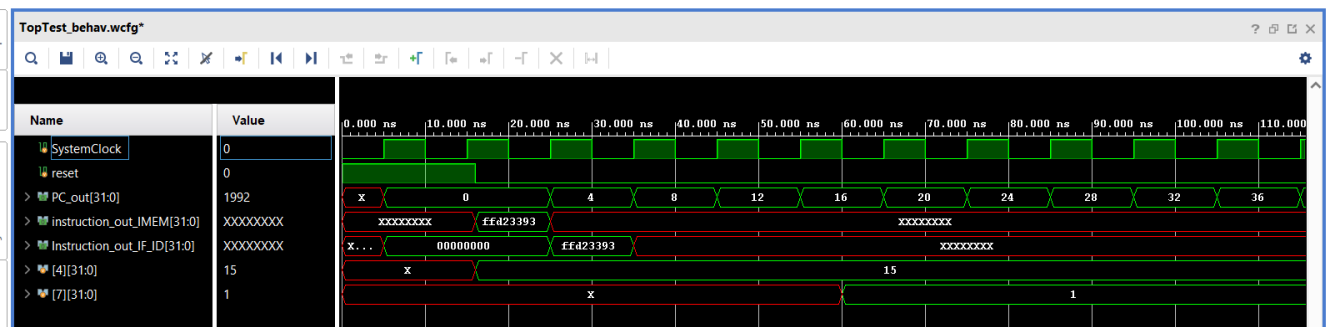 TopTest_behav.wcfg*
Name Value 0.000 ns 10.000 ns 20.000 ns 30.000 ns 40.000 ns 50.000 ns 60.000 ns 70.000 ns 80.000 ns 90.000 ns 100.000 ns 110.000
SystemClock 0
reset 0
PC_out[31:0] 1992 X 0 4 8 12 16 20 24 28 32 36
instruction_out_IMEM[31:0] XXXXXXXX XXXXXXXX ffd23393 XXXXXXXX
Instruction_out_IF_ID[31:0] XXXXXXXX X... 00000000 ffd23393 XXXXXXXX
[4][31:0] 15 X 15
[7][31:0] 1 X 1